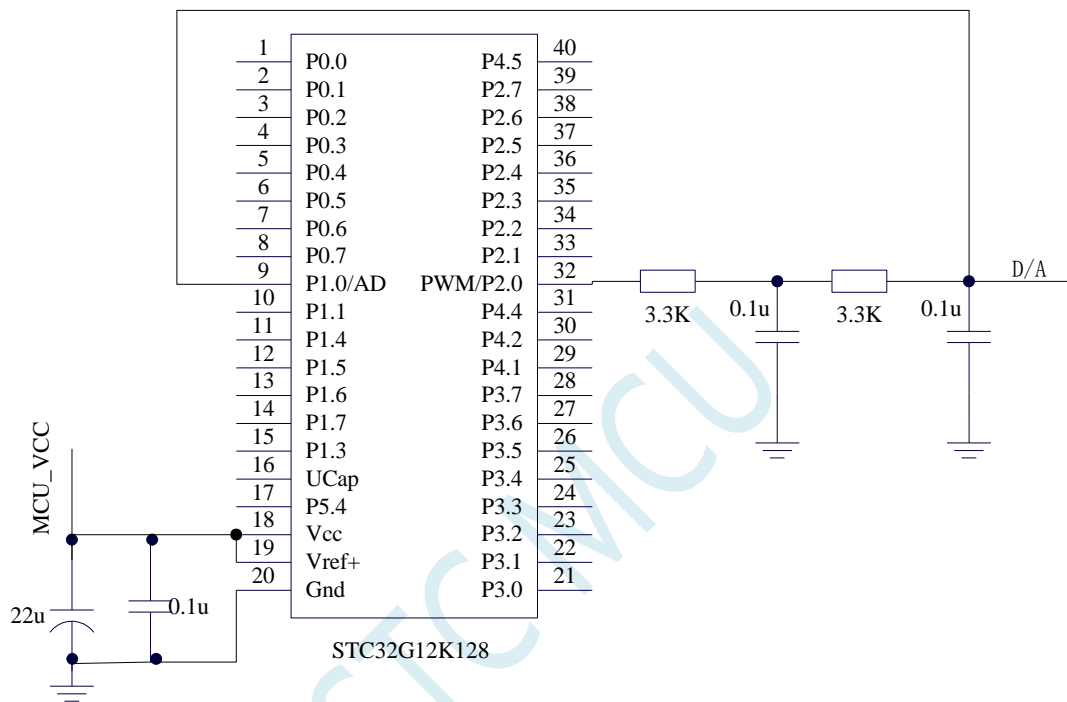 1 P0.0 P4.5 40
2 P0.1 P2.7 39
3 P0.2 P2.6 38
4 P0.3 P2.5 37
5 P0.4 P2.4 36
6 P0.5 P2.3 35
7 P0.6 P2.2 34
8 P0.7 P2.1 33
9 P1.0/AD PWM/P2.0 32
D/A
10 P1.1 P4.4 31
3.3K 0.1u 3.3K 0.1u
11 P1.4 P4.2 30
12 P1.5 P4.1 29
13 P1.6 P3.7 28
14 P1.7 P3.6 27
15 P1.3 P3.5 26
16 UCap P3.4 25
17 P5.4 P3.3 24
18 Vcc P3.2 23
19 Vref+ P3.1 22
20 Gnd P3.0 21
MCU_VCC
22u 0.1u
STC32G12K128
STC MCU